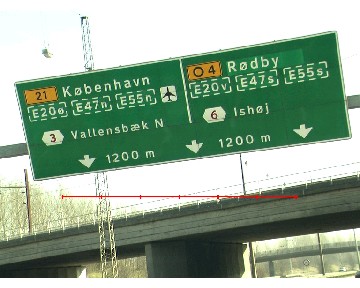 21 København
E20ø E47n E55n
3 Vallensbæk N
1200 m
O4 Rødby
E20v E47s E55s
6 Ishøj
1200 m